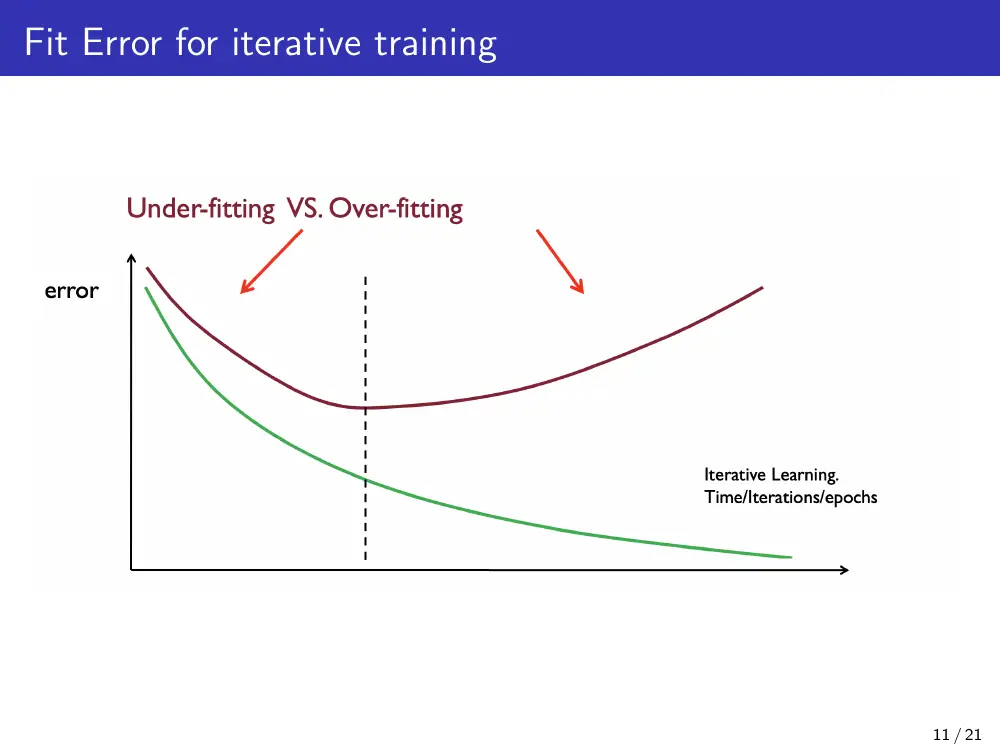 Fit Error for iterative training
Under-fitting VS. Over-fitting
error
Iterative Learning.
Time/Iterations/epochs
11 / 21